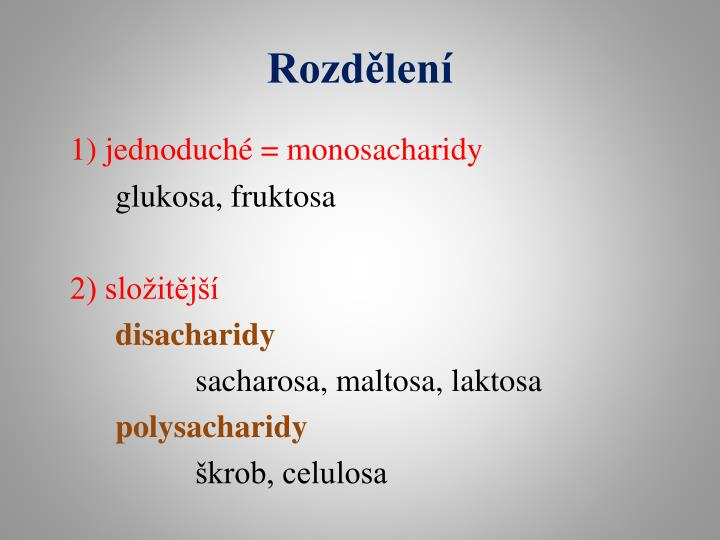 Rozdělení
1) jednoduché = monosacharidy
glukosa, fruktosa
2) složitější
disacharidy
sacharosa, maltosa, laktosa
polysacharidy
škrob, celulosa